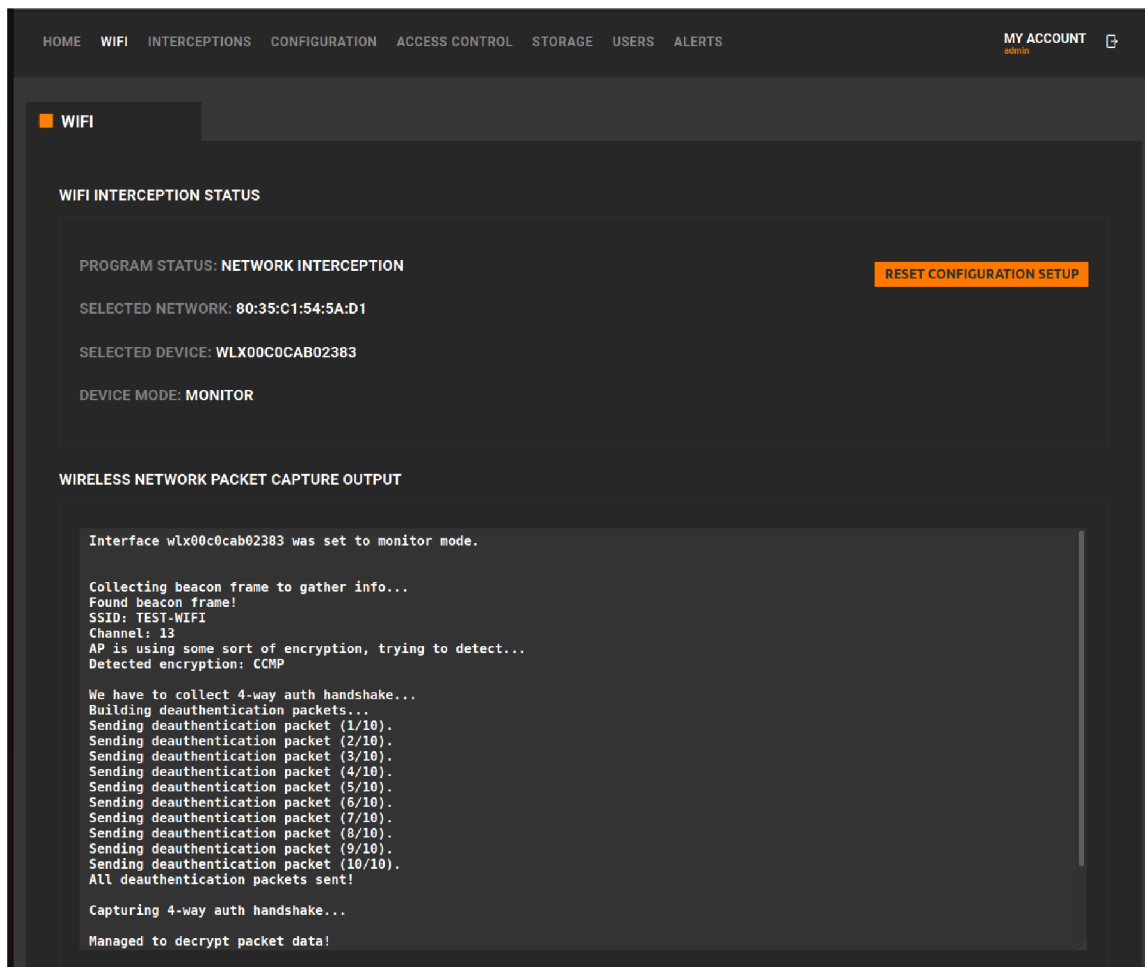 HOME WIFI INTERCEPTIONS CONFIGURATION ACCESS CONTROL STORAGE USERS ALERTS MY ACCOUNT
admin
WIFI
WIFI INTERCEPTION STATUS
PROGRAM STATUS: NETWORK INTERCEPTION
RESET CONFIGURATION SETUP
SELECTED NETWORK: 80:35:C1:54:5A:D1
SELECTED DEVICE: WLX00C0CAB02383
DEVICE MODE: MONITOR
WIRELESS NETWORK PACKET CAPTURE OUTPUT
Interface wlx00c0cab02383 was set to monitor mode.
Collecting beacon frame to gather info...
Found beacon frame!
SSID: TEST-WIFI
Channel: 13
AP is using some sort of encryption, trying to detect...
Detected encryption: CCMP
We have to collect 4-way auth handshake...
Building deauthentication packets...
Sending deauthentication packet (1/10).
Sending deauthentication packet (2/10).
Sending deauthentication packet (3/10).
Sending deauthentication packet (4/10).
Sending deauthentication packet (5/10).
Sending deauthentication packet (6/10).
Sending deauthentication packet (7/10).
Sending deauthentication packet (8/10).
Sending deauthentication packet (9/10).
Sending deauthentication packet (10/10).
All deauthentication packets sent!
Capturing 4-way auth handshake...
Managed to decrypt packet data!